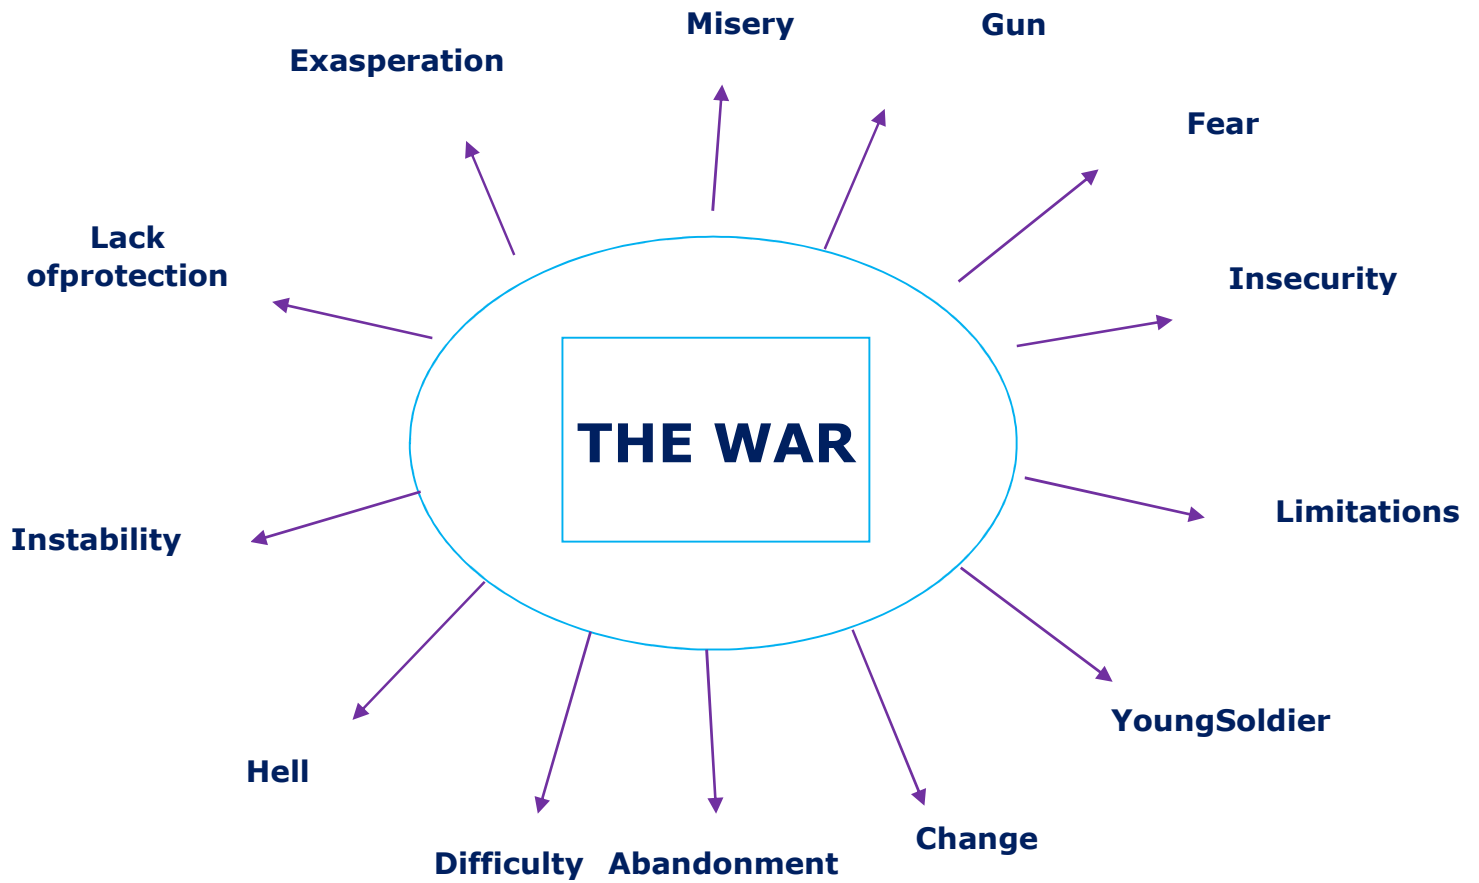 Misery
Gun
Exasperation
Fear
Lack
ofprotection
Insecurity
THE WAR
Limitations
Instability
YoungSoldier
Hell
Change
Difficulty
Abandonment